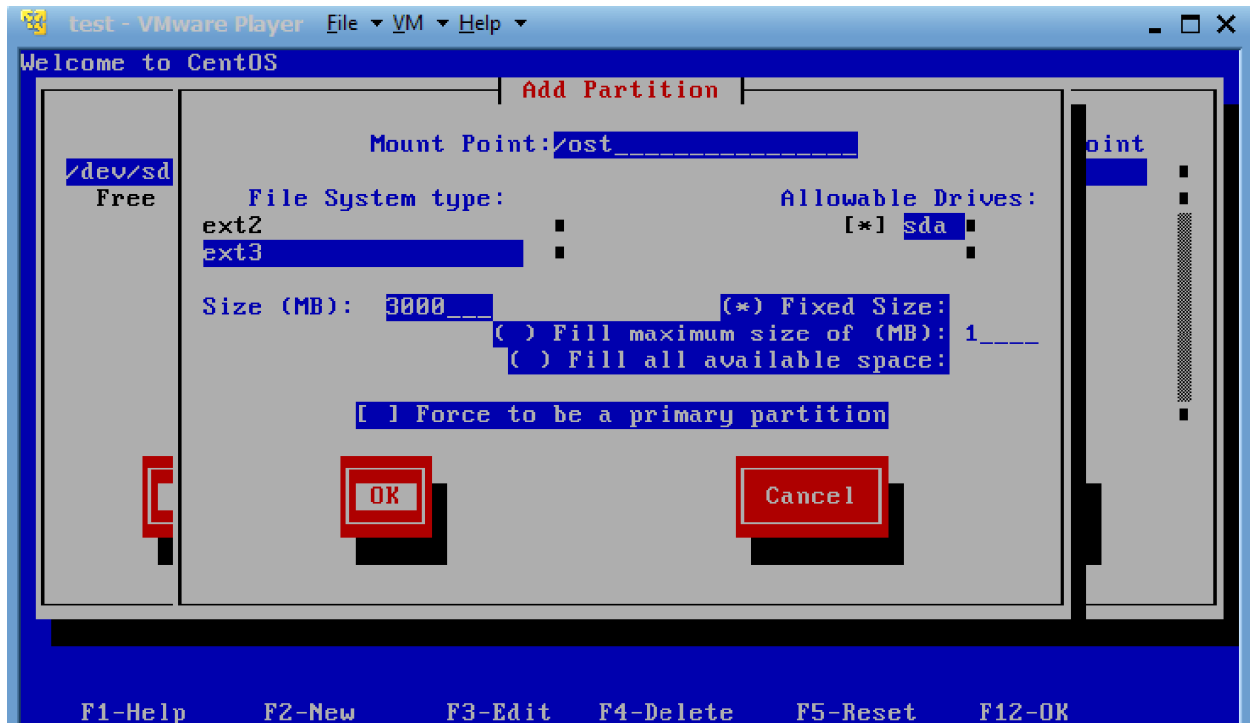 test - VMware Player File VM Help
Welcome to CentOS
Add Partition
Mount Point:/ost________________ oint
/dev/sd
Free File System type: Allowable Drives:
ext2 [*] sda
ext3
Size (MB): 3000___ (*) Fixed Size:
( ) Fill maximum size of (MB): 1____
( ) Fill all available space:
[ ] Force to be a primary partition
OK Cancel
F1-Help F2-New F3-Edit F4-Delete F5-Reset F12-OK